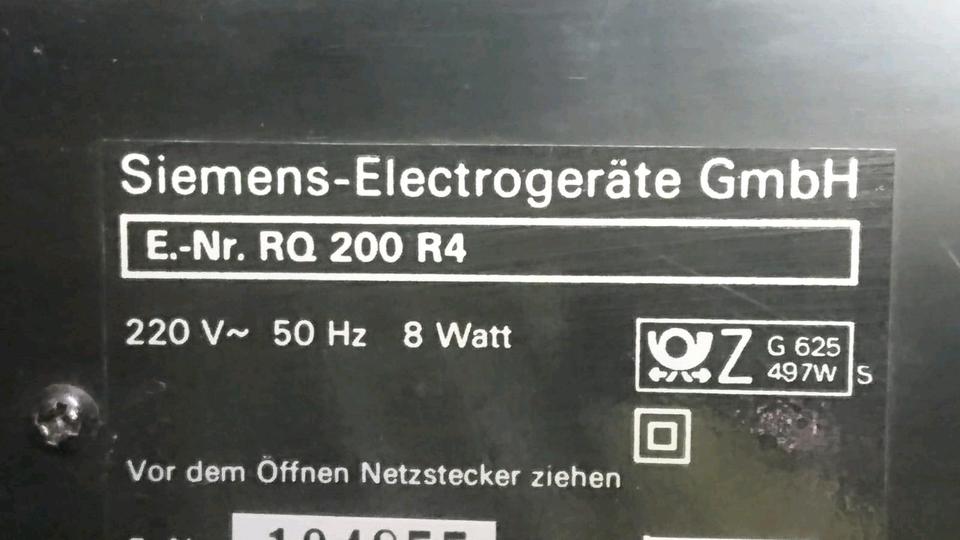 Siemens-Electrogeräte GmbH
E.-Nr. RQ 200 R4
220 V~ 50 Hz 8 Watt
Z G 625
497W S
Vor dem Öffnen Netzstecker ziehen